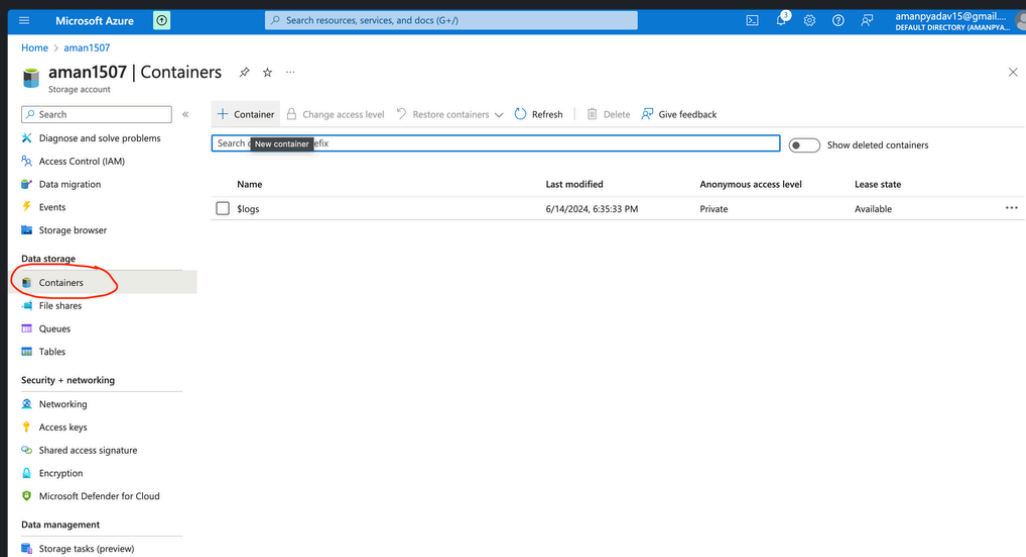 Microsoft Azure
Search resources, services, and docs (G+/)
3
amanpyadav15@gmail....
DEFAULT DIRECTORY (AMANPYA...
Home > aman1507
aman1507 | Containers
...
Storage account
Search
«
Container
Change access level
Restore containers
Refresh
Delete
Give feedback
Search c
New container
efix
Show deleted containers
Diagnose and solve problems
Access Control (IAM)
Data migration
Events
Storage browser
Data storage
Containers
File shares
Queues
Tables
Security + networking
Networking
Access keys
Shared access signature
Encryption
Microsoft Defender for Cloud
Data management
Storage tasks (preview)
Name Last modified Anonymous access level Lease state
$logs 6/14/2024, 6:35:33 PM Private Available ...